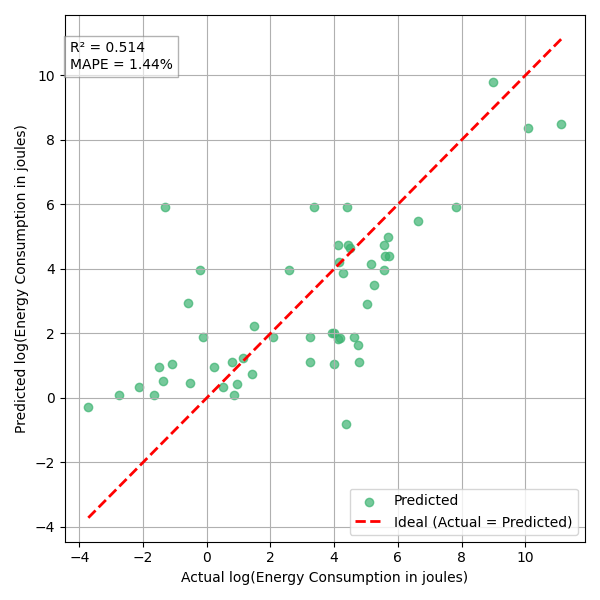 R² = 0.514
MAPE = 1.44%
10
8
6
4
2
0
−2
−4
Predicted log(Energy Consumption in joules)
Predicted
Ideal (Actual = Predicted)
−4 −2 0 2 4 6 8 10
Actual log(Energy Consumption in joules)